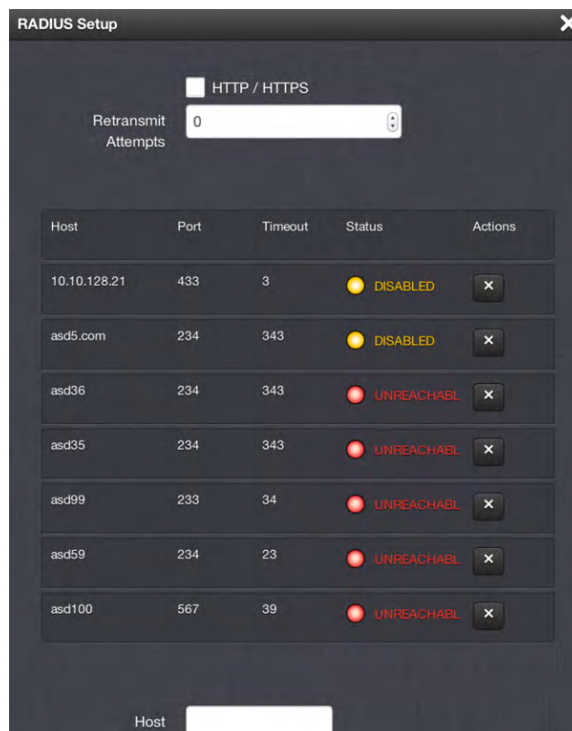 RADIUS Setup
HTTP / HTTPS
Retransmit Attempts
0
Host Port Timeout Status Actions
10.10.128.21 433 3 DISABLED
asd5.com 234 343 DISABLED
asd36 234 343 UNREACHABL
asd35 234 343 UNREACHABL
asd99 233 34 UNREACHABL
asd59 234 23 UNREACHABL
asd100 567 39 UNREACHABL
Host